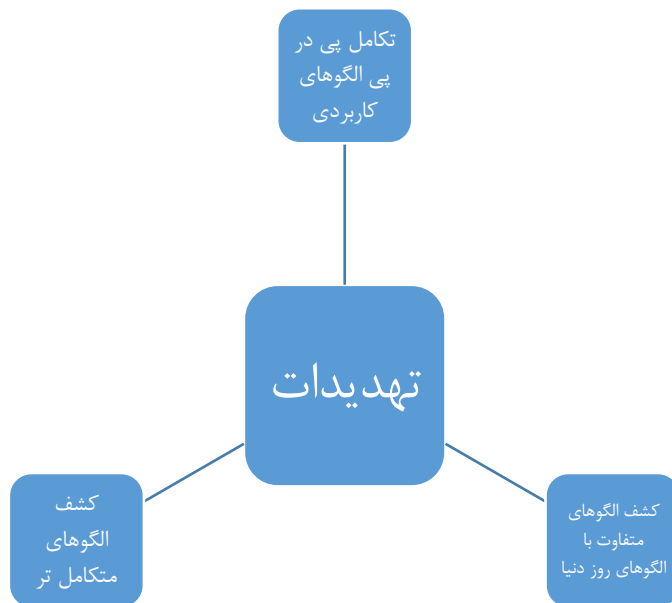 تکامل پی در
پی الگوهای
کاربردی
تهدیدات
کشف الگوهای
متفاوت با
الگوهای روز دنیا
کشف
الگوهای
متکامل تر